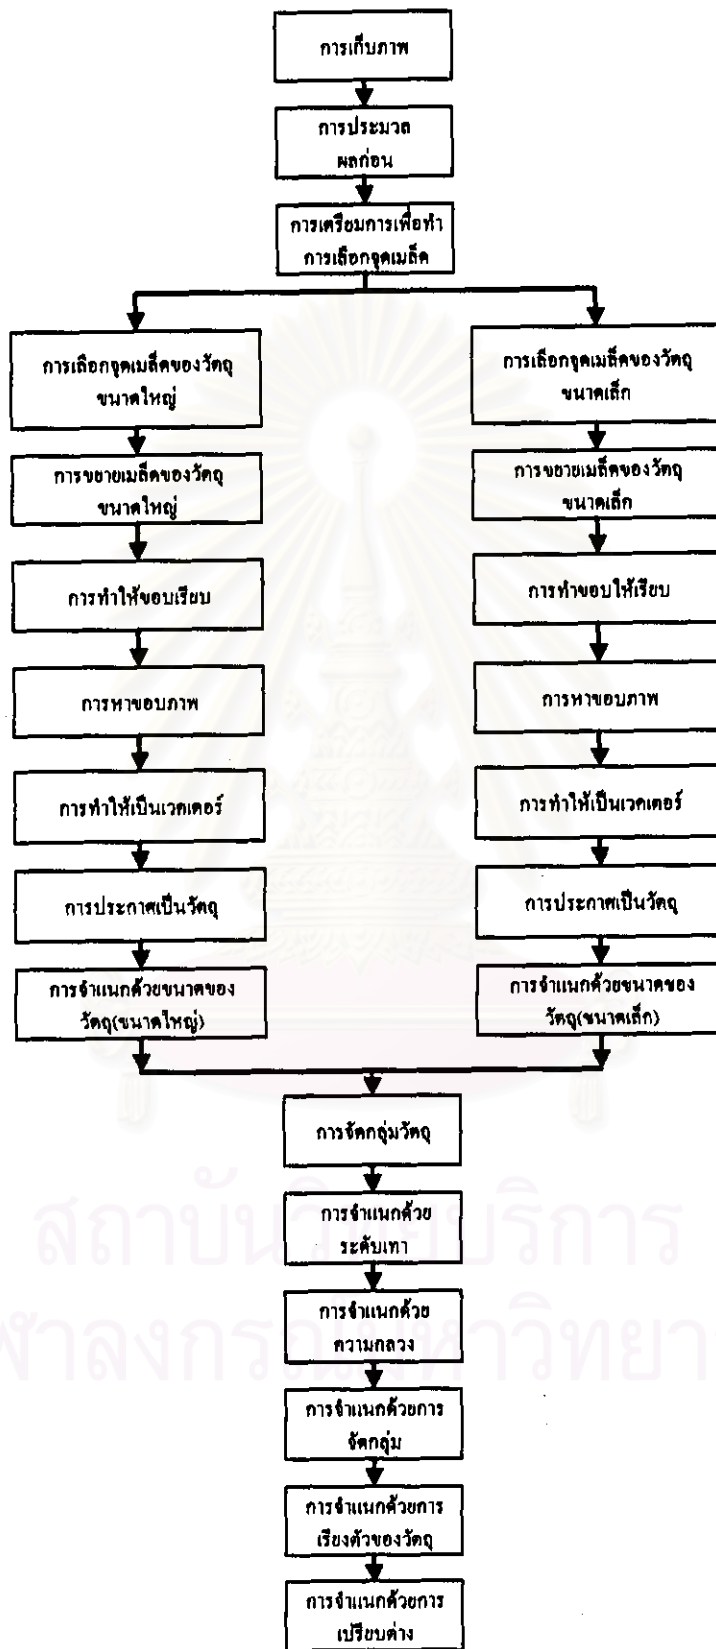 การเก็บภาพ
การประมวล
ผลก่อน
การเตรียมการเพื่อทำ
การเลือกจุดเมล็ด
การเลือกจุดเมล็ดของวัตถุ
ขนาดใหญ่
การขยายเมล็ดของวัตถุ
ขนาดใหญ่
การทำให้ขอบเรียบ
การหาขอบภาพ
การทำให้เป็นเวคเตอร์
การประกาศเป็นวัตถุ
การจำแนกด้วยขนาดของ
วัตถุ(ขนาดใหญ่)
การเลือกจุดเมล็ดของวัตถุ
ขนาดเล็ก
การขยายเมล็ดของวัตถุ
ขนาดเล็ก
การทำขอบให้เรียบ
การหาขอบภาพ
การทำให้เป็นเวคเตอร์
การประกาศเป็นวัตถุ
การจำแนกด้วยขนาดของ
วัตถุ(ขนาดเล็ก)
การจัดกลุ่มวัตถุ
การจำแนกด้วย
ระดับเทา
การจำแนกด้วย
ความกลวง
การจำแนกด้วยการ
จัดกลุ่ม
การจำแนกด้วยการ
เรียงตัวของวัตถุ
การจำแนกด้วยการ
เปรียบต่าง
สถาบันวิทยบริการ